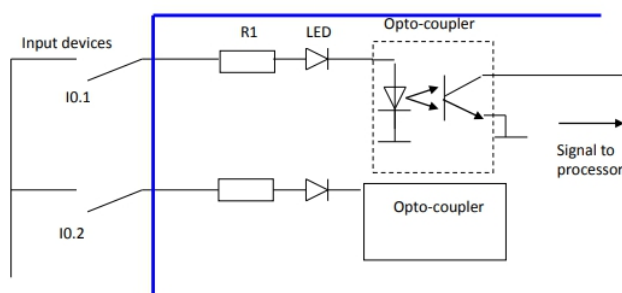 Opto-coupler
R1
LED
Input devices
I0.1
Signal to
processor
Opto-coupler
I0.2